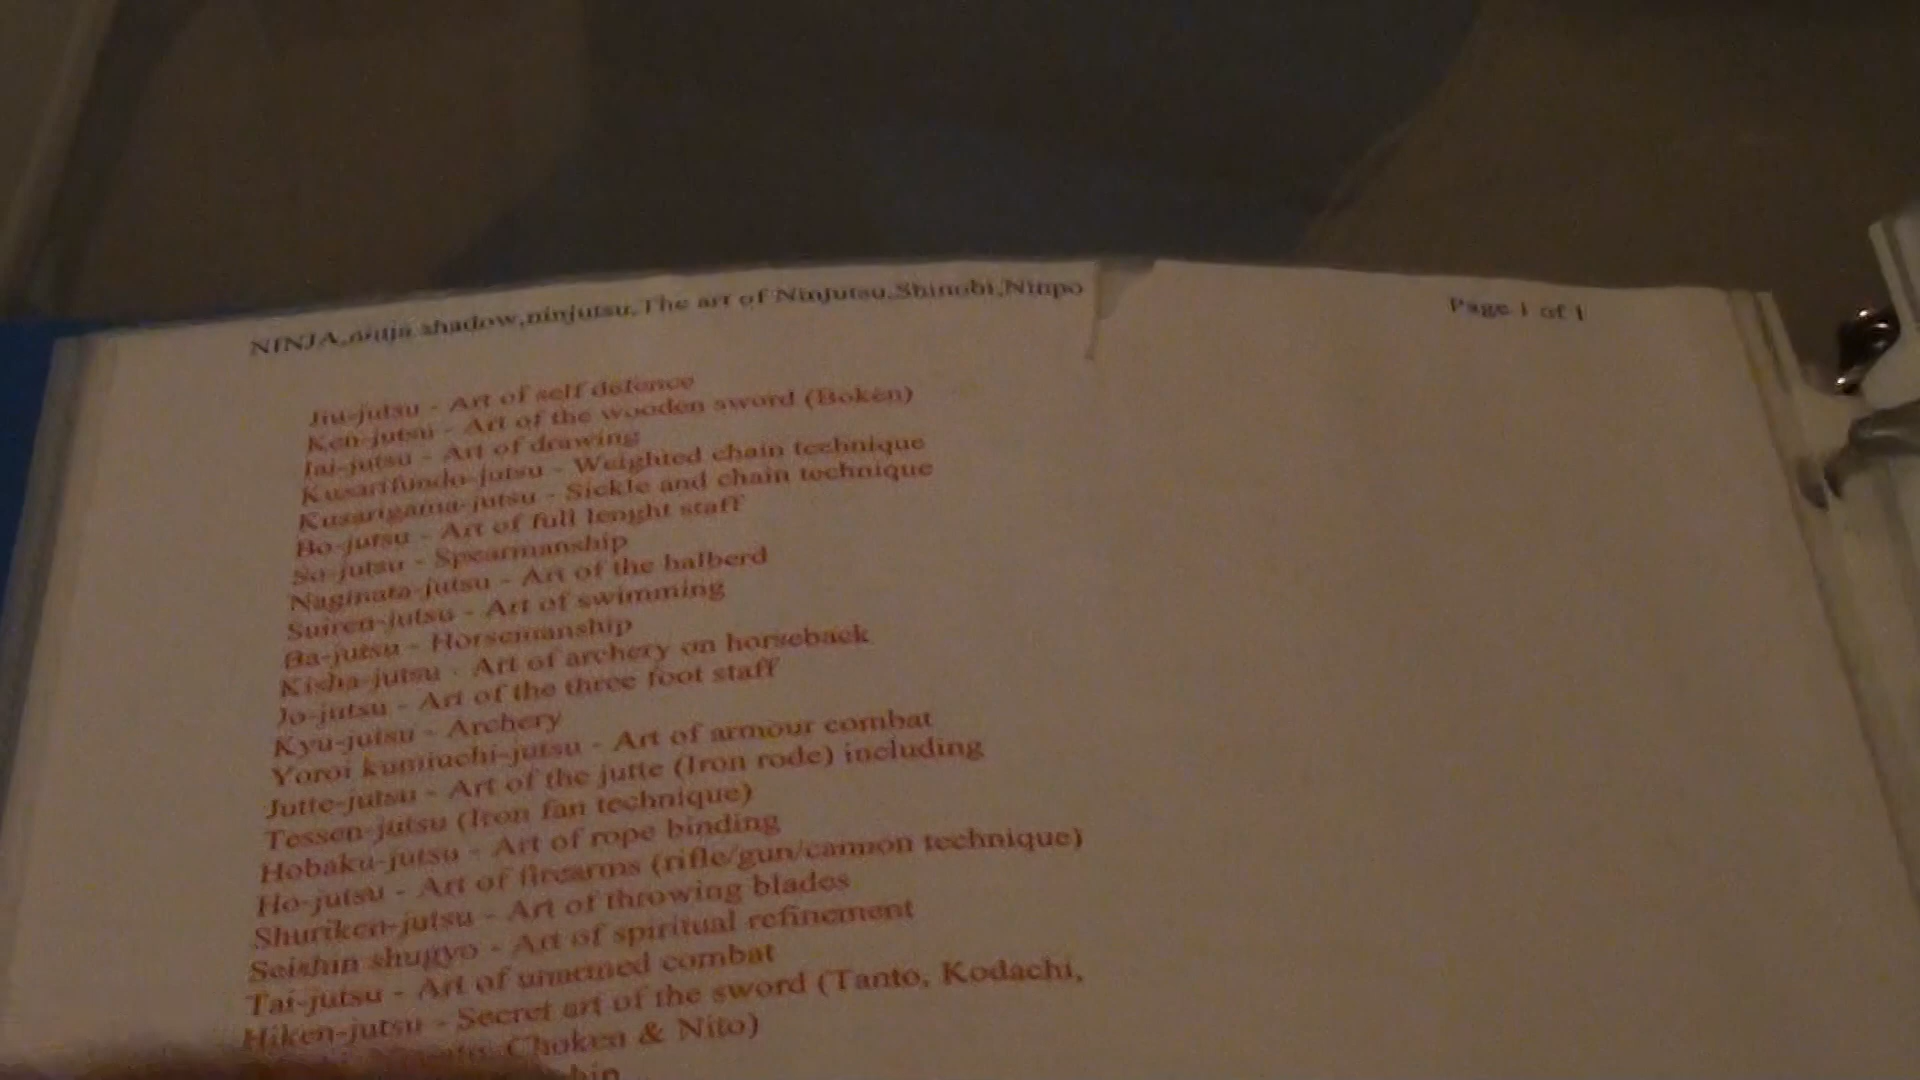 NINJA,ninja shadow,ninjutsu,The art of Ninjutsu,Shinobi,Ninpo
Page 1 of 1
Jiu-jutsu - Art of self defence
Ken-jutsu - Art of the wooden sword (Boken)
Iai-jutsu - Art of drawing
Kusarifundo-jutsu - Weighted chain technique
Kusarigama-jutsu - Sickle and chain technique
Bo-jutsu - Art of full lenght staff
So-jutsu - Spearmanship
Naginata-jutsu - Art of the halberd
Suiren-jutsu - Art of swimming
Ba-jutsu - Horsemanship
Kisha-jutsu - Art of archery on horseback
Jo-jutsu - Art of the three foot staff
Kyu-jutsu - Archery
Yoroi kumiuchi-jutsu - Art of armour combat
Jutte-jutsu - Art of the jutte (Iron rode) including
Tessen-jutsu (Iron fan technique)
Hobaku-jutsu - Art of rope binding
Ho-jutsu - Art of firearms (rifle/gun/cannon technique)
Shuriken-jutsu - Art of throwing blades
Seishin shugyo - Art of spiritual refinement
Tai-jutsu - Art of unarmed combat
Hiken-jutsu - Secret art of the sword (Tanto, Kodachi,
Choken & Nito)